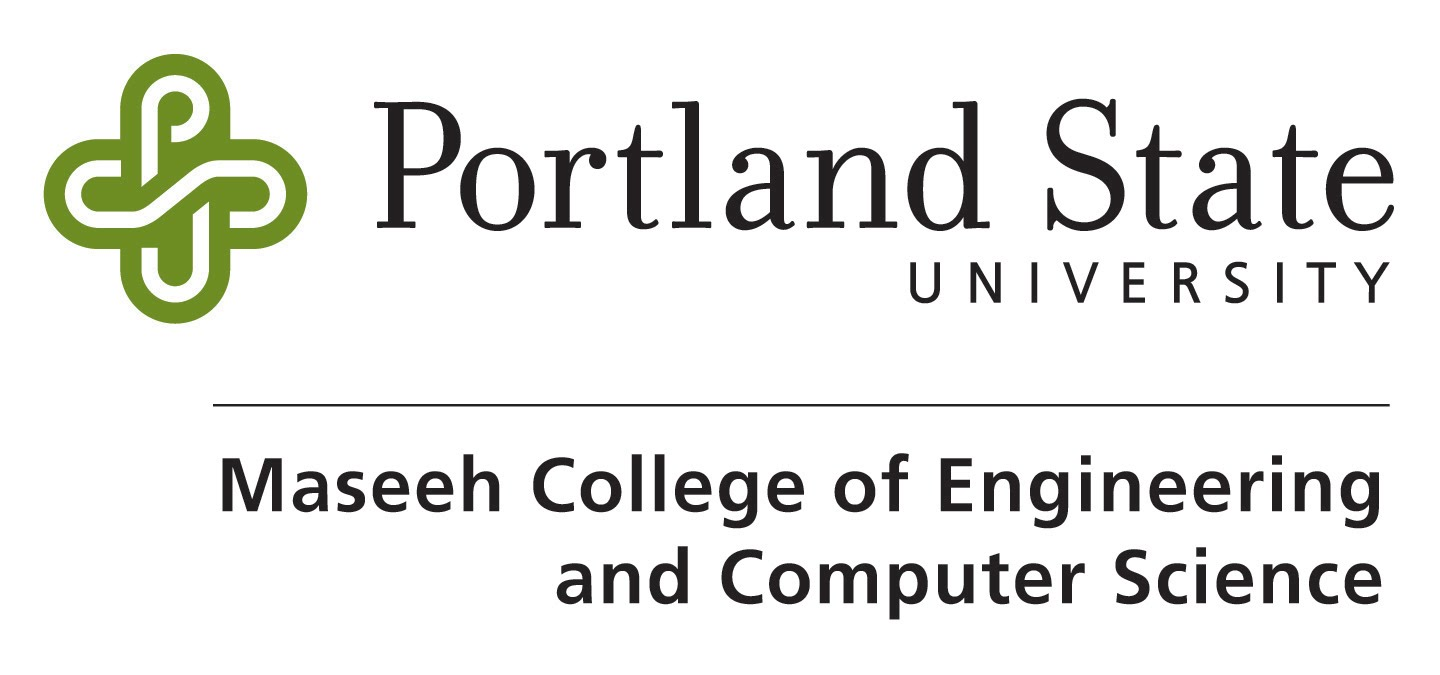 Portland State
UNIVERSITY
Maseeh College of Engineering
and Computer Science